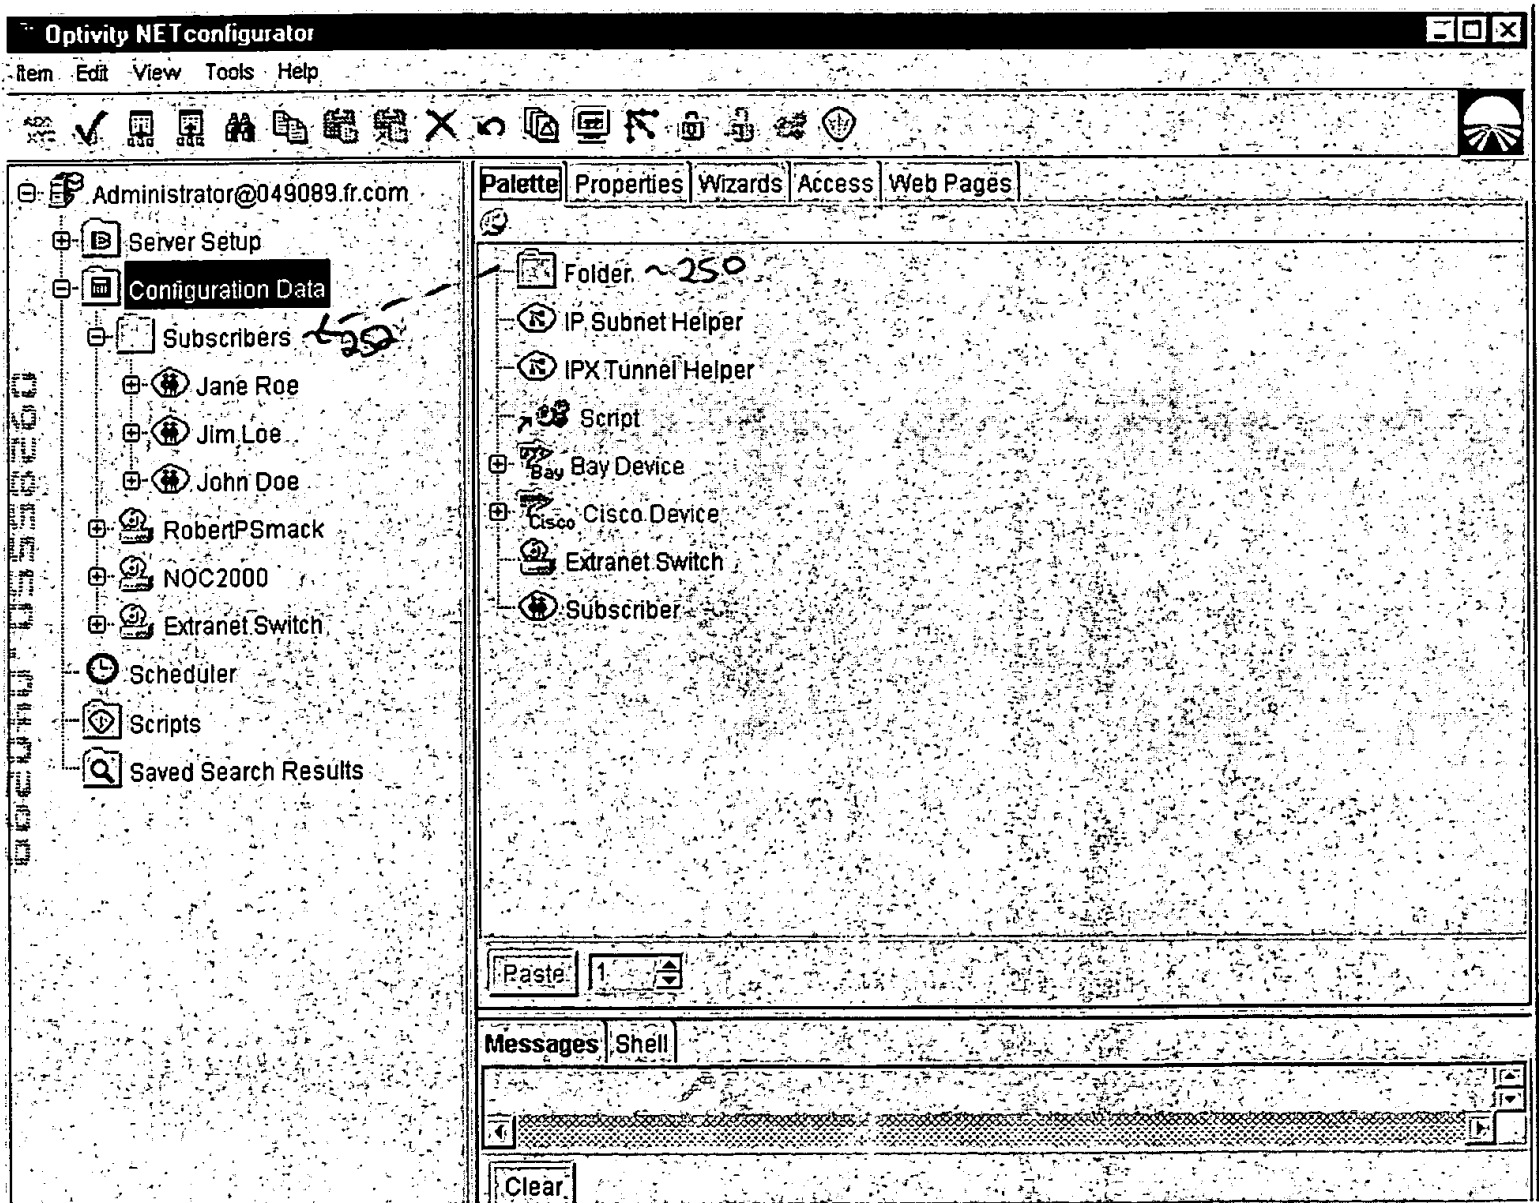 Optivity NETconfigurator
Item Edit View Tools Help
Palette Properties Wizards Access Web Pages
Administrator@049089.fr.com
Server Setup
Configuration Data
Subscribers 252
Jane Roe
Jim Loe
John Doe
RobertPSmack
NOC2000
Extranet Switch
Scheduler
Scripts
Saved Search Results
Folder 250
IP Subnet Helper
IPX Tunnel Helper
Script
Bay Bay Device
Cisco Cisco Device
Extranet Switch
Subscriber
Paste 1
Messages Shell
Clear